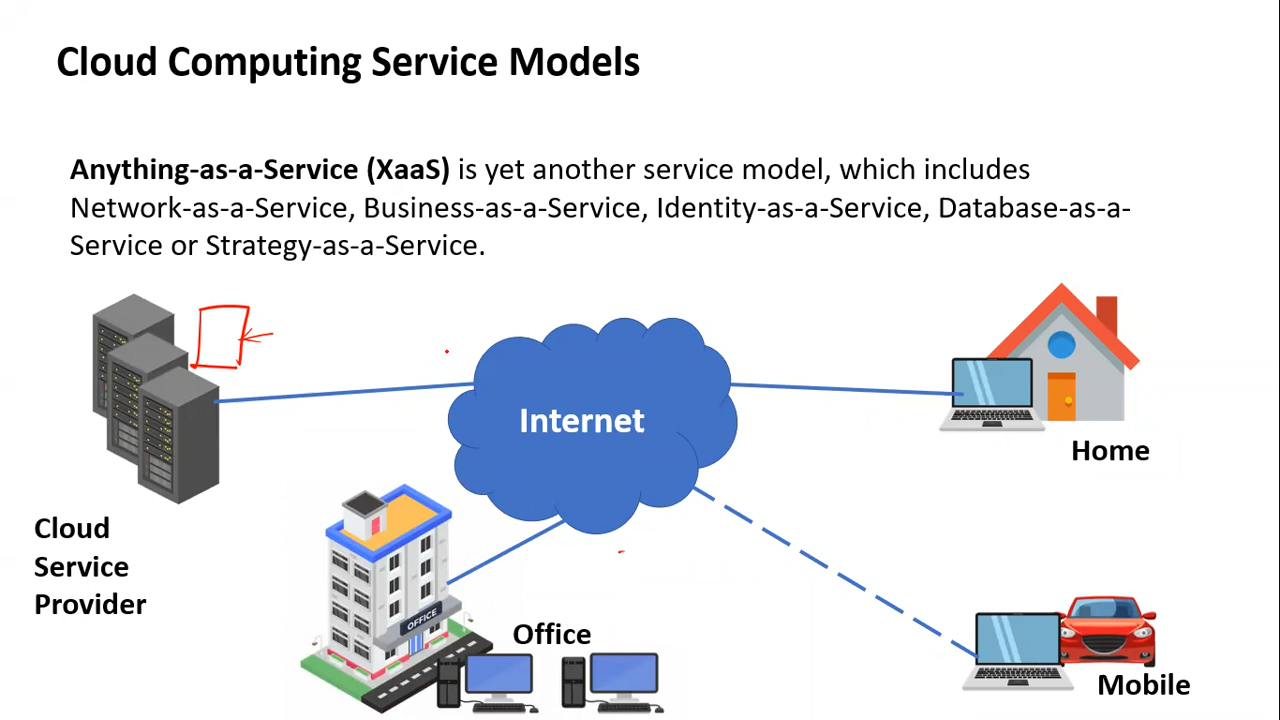 Cloud Computing Service Models
Anything-as-a-Service (XaaS) is yet another service model, which includes
Network-as-a-Service, Business-as-a-Service, Identity-as-a-Service, Database-as-a-
Service or Strategy-as-a-Service.
Internet
Home
Cloud
Service
Provider
OFFICE
Office
Mobile